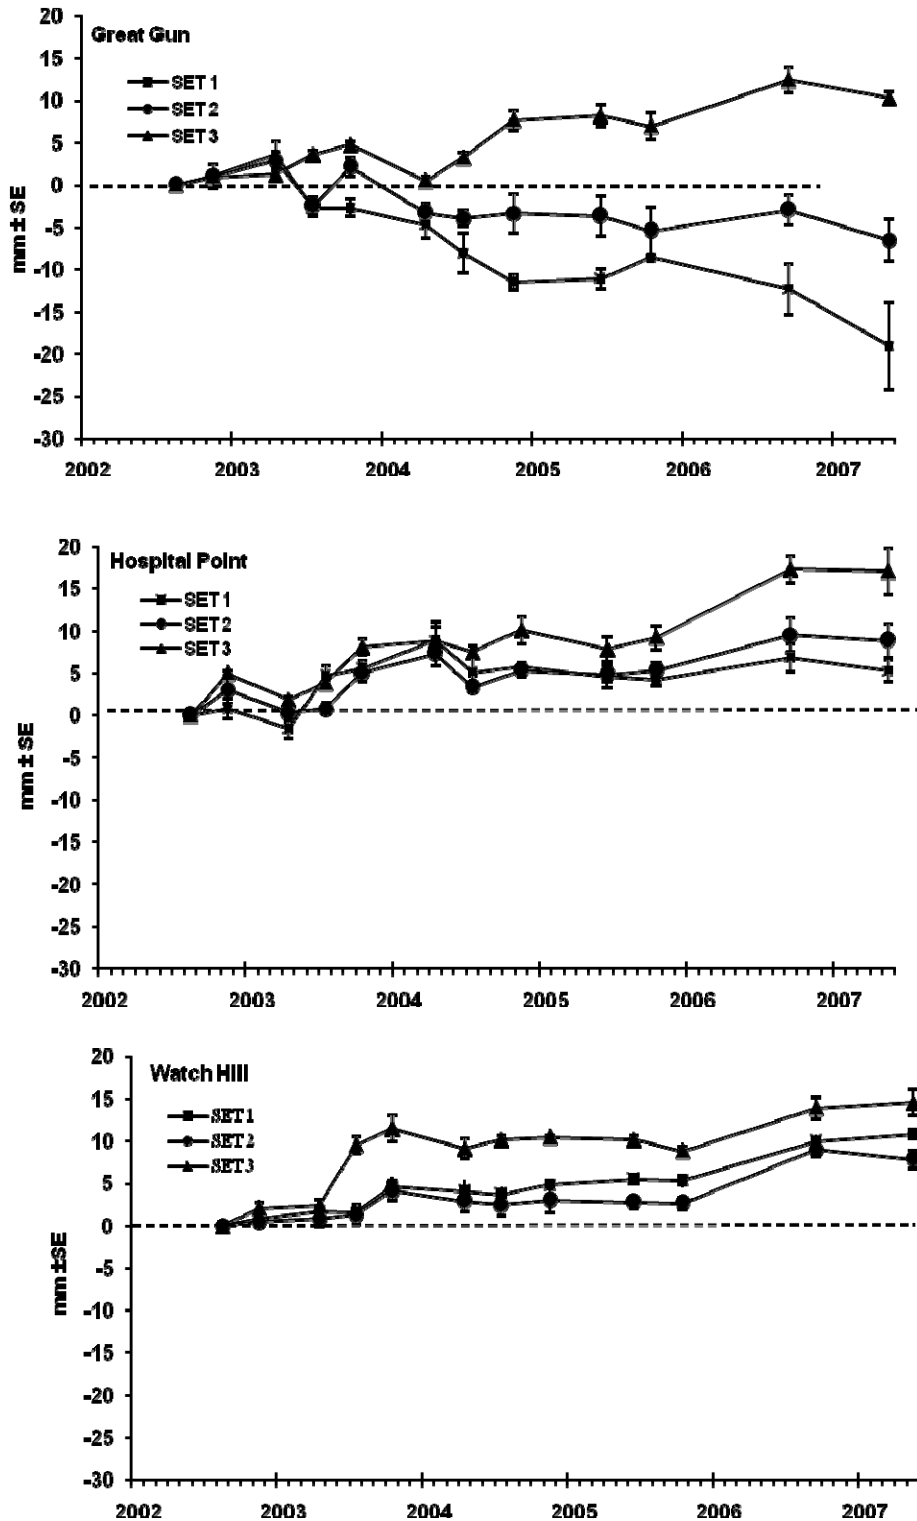 20
Great Gun
15
SET 1
10
SET 2
SET 3
5
0
-5
mm ± SE
-10
-15
-20
-25
-30
2002 2003 2004 2005 2006 2007
20
Hospital Point
15
SET 1
SET 2
10
SET 3
5
0
-5
mm ± SE
-10
-15
-20
-25
-30
2002 2003 2004 2005 2006 2007
20
Watch Hill
15
SET 1
SET 2
10
SET 3
5
0
-5
mm±SE
-10
-15
-20
-25
-30
2002 2003 2004 2005 2006 2007